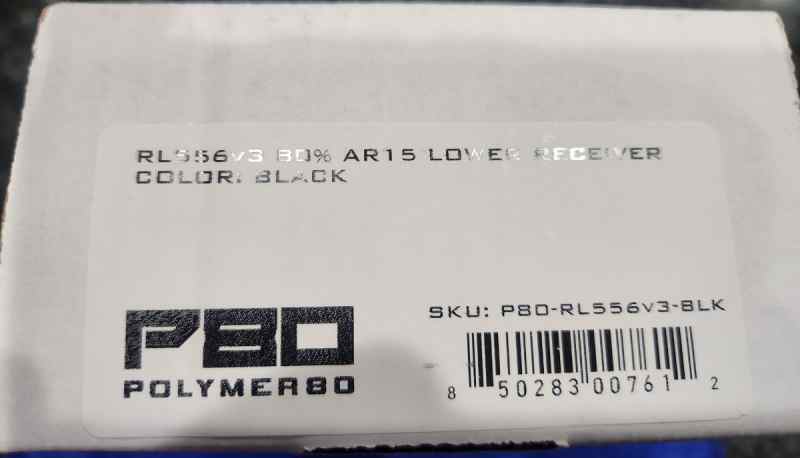 RL556v3 80% AR15 LOWER RECEIVER
COLOR: BLACK
P80
POLYMER80
SKU: P80-RL556v3-BLK
8 50283 00761 2